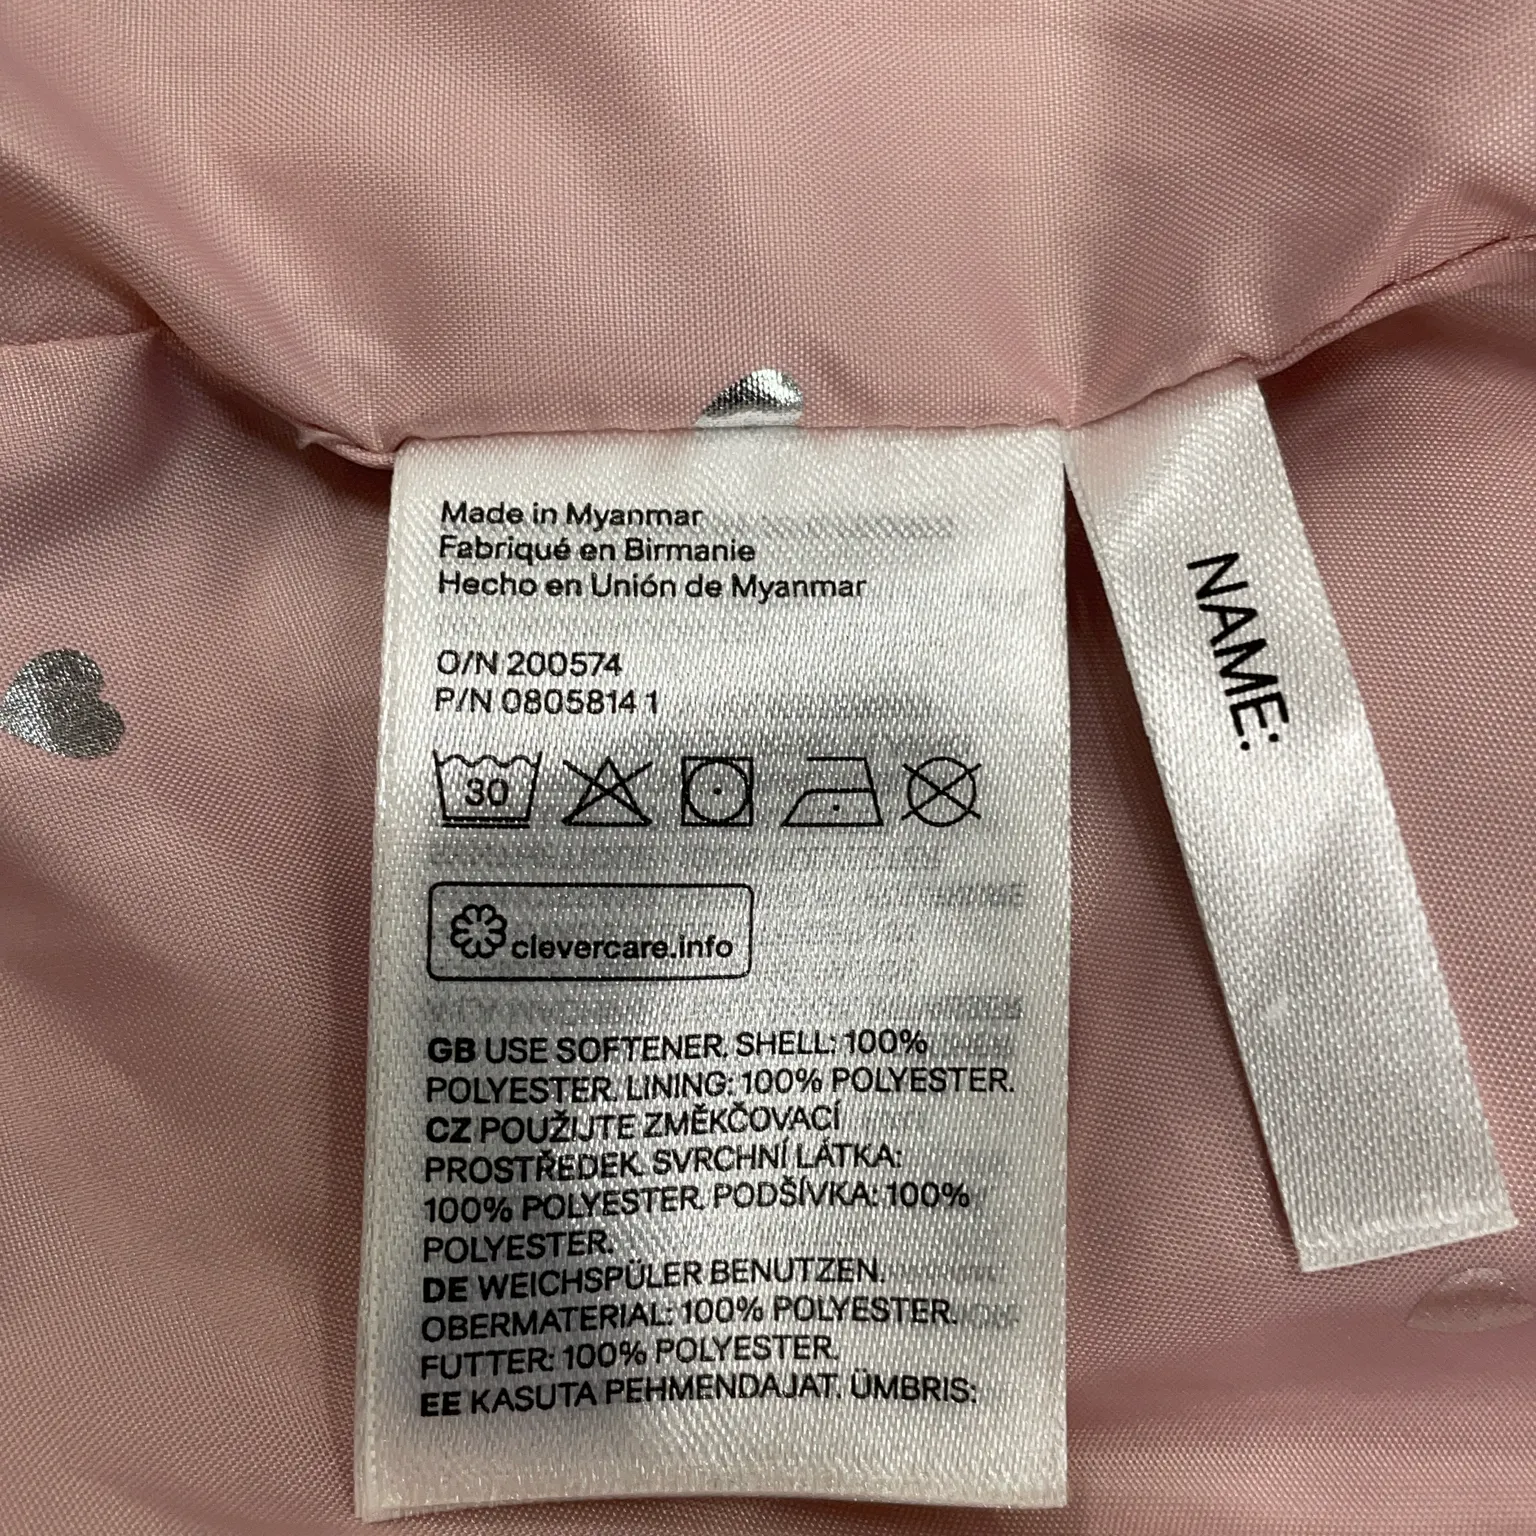 Made in Myanmar
Fabriqué en Birmanie
Hecho en Unión de Myanmar
O/N 200574
P/N 0805814 1
30
clevercare.info
GB USE SOFTENER. SHELL: 100%
POLYESTER. LINING: 100% POLYESTER.
CZ POUŽIJTE ZMĚKČOVACÍ
PROSTŘEDEK. SVRCHNÍ LÁTKA:
100% POLYESTER. PODŠÍVKA: 100%
POLYESTER.
DE WEICHSPÜLER BENUTZEN.
OBERMATERIAL: 100% POLYESTER.
FUTTER: 100% POLYESTER.
EE KASUTA PEHMENDAJAT. ÜMBRIS:
NAME: